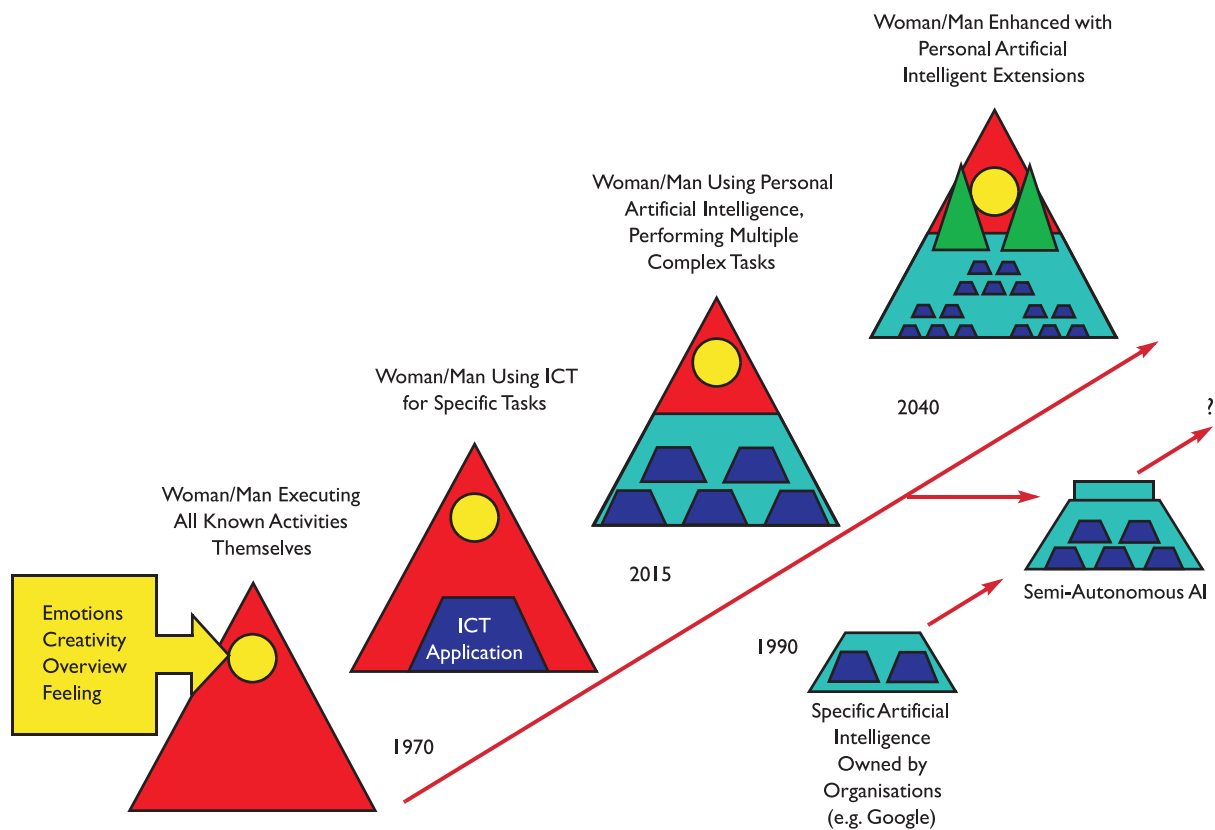 Woman/Man Enhanced with
Personal Artificial
Intelligent Extensions
Woman/Man Using Personal
Artificial Intelligence,
Performing Multiple
Complex Tasks
Woman/Man Using ICT
for Specific Tasks
Woman/Man Executing
All Known Activities
Themselves
Emotions
Creativity
Overview
Feeling
ICT
Application
1970
2015
2040
?
1990
Semi-Autonomous AI
Specific Artificial
Intelligence
Owned by
Organisations
(e.g. Google)